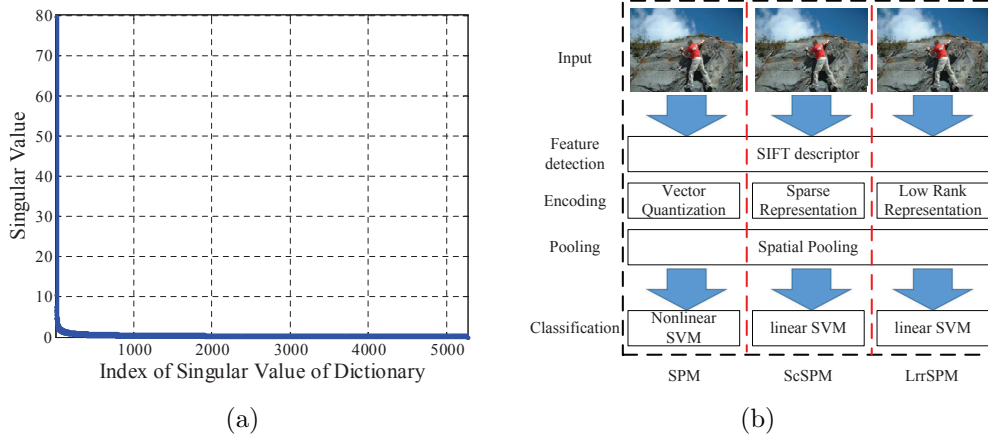 80
70
60
50
40
30
20
10
0
Singular Value
1000 2000 3000 4000 5000
Index of Singular Value of Dictionary
(a)
Input
Feature
detection
SIFT descriptor
Encoding
Vector
Quantization
Sparse
Representation
Low Rank
Representation
Pooling
Spatial Pooling
Classification
Nonlinear
SVM
linear SVM
linear SVM
SPM ScSPM LrrSPM
(b)